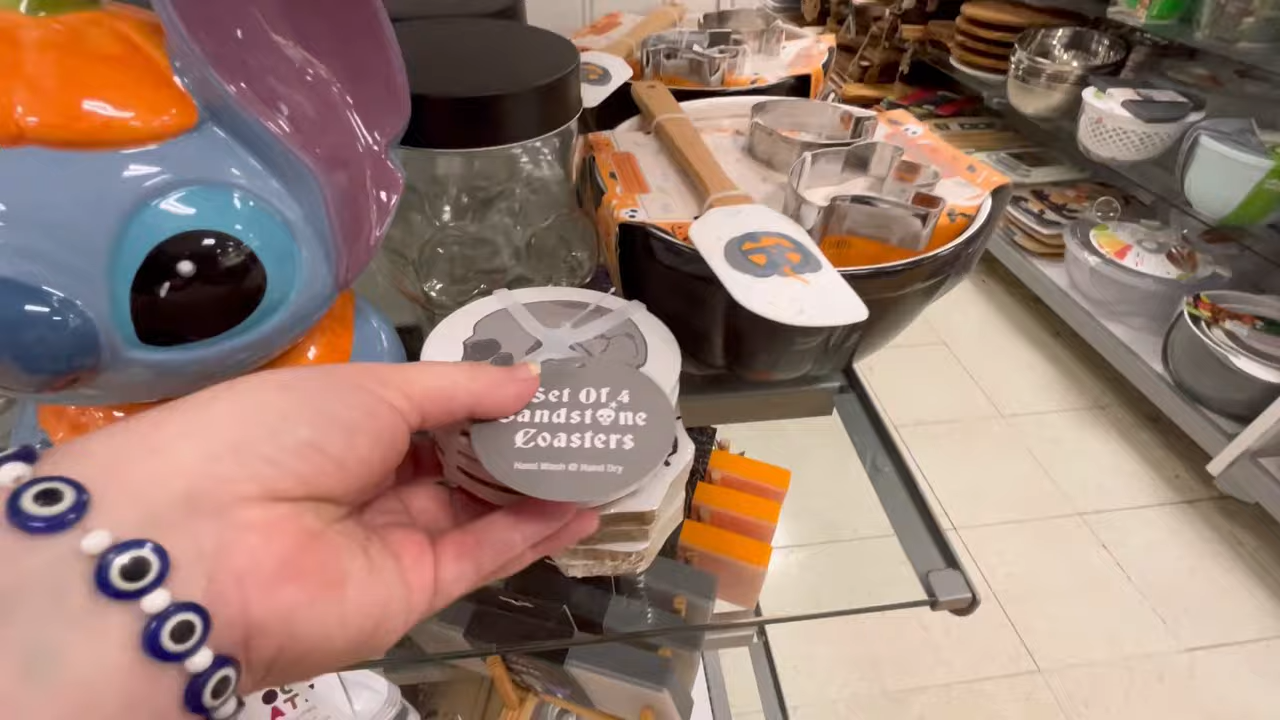 Set Of 4
Sandstone
Coasters
Hand Wash @ Hand Dry